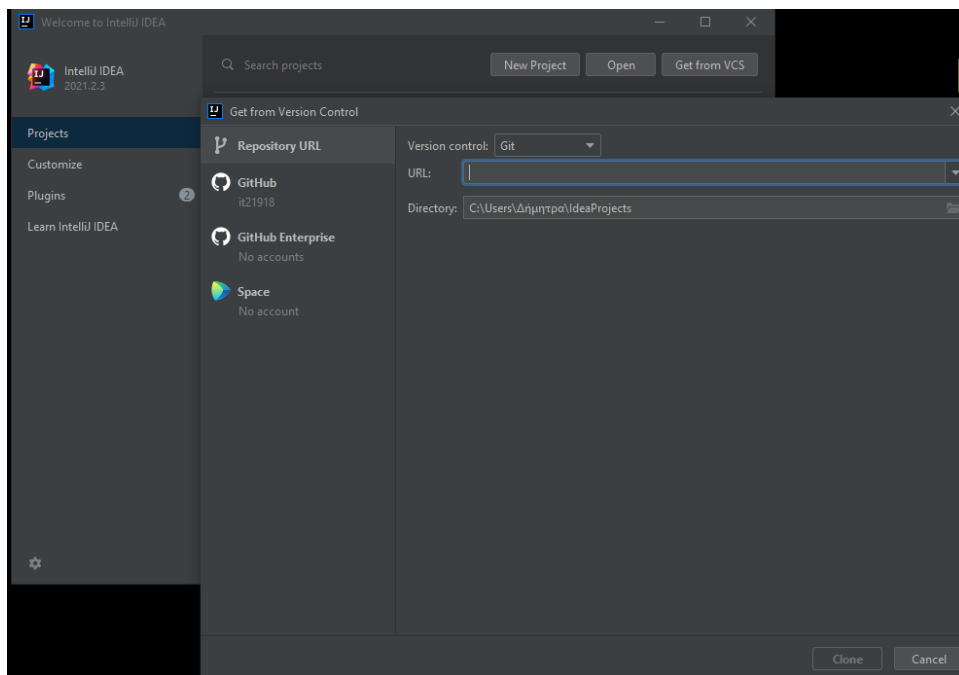 Welcome to IntelliJ IDEA
IntelliJ IDEA
2021.2.3
Search projects
New Project
Open
Get from VCS
Projects
Customize
Plugins
2
Learn IntelliJ IDEA
Get from Version Control
Repository URL
GitHub
it21918
GitHub Enterprise
No accounts
Space
No account
Version control:
Git
URL:
Directory:
C:\Users\Δήμητρα\IdeaProjects
Clone
Cancel